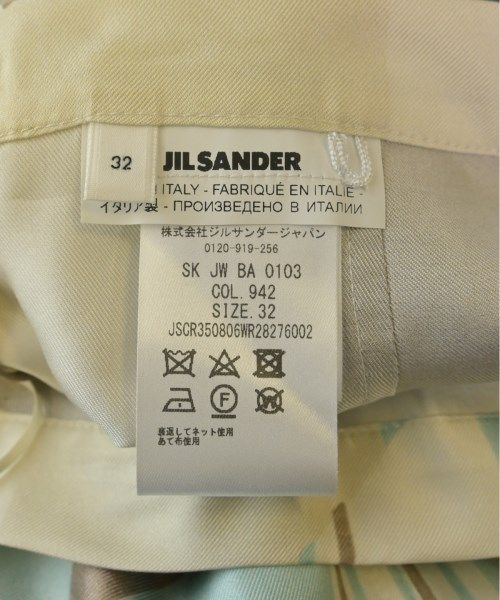 32
JIL SANDER
ITALY - FABRIQUÉ EN ITALIE -
イタリア製 - ПРОИЗВЕДЕНО В ИТАЛИИ
株式会社ジルサンダージャパン
0120-919-256
SK JW BA 0103
COL. 942
SIZE. 32
JSCR350806WR28276002
F W
裏返してネット使用
あて布使用